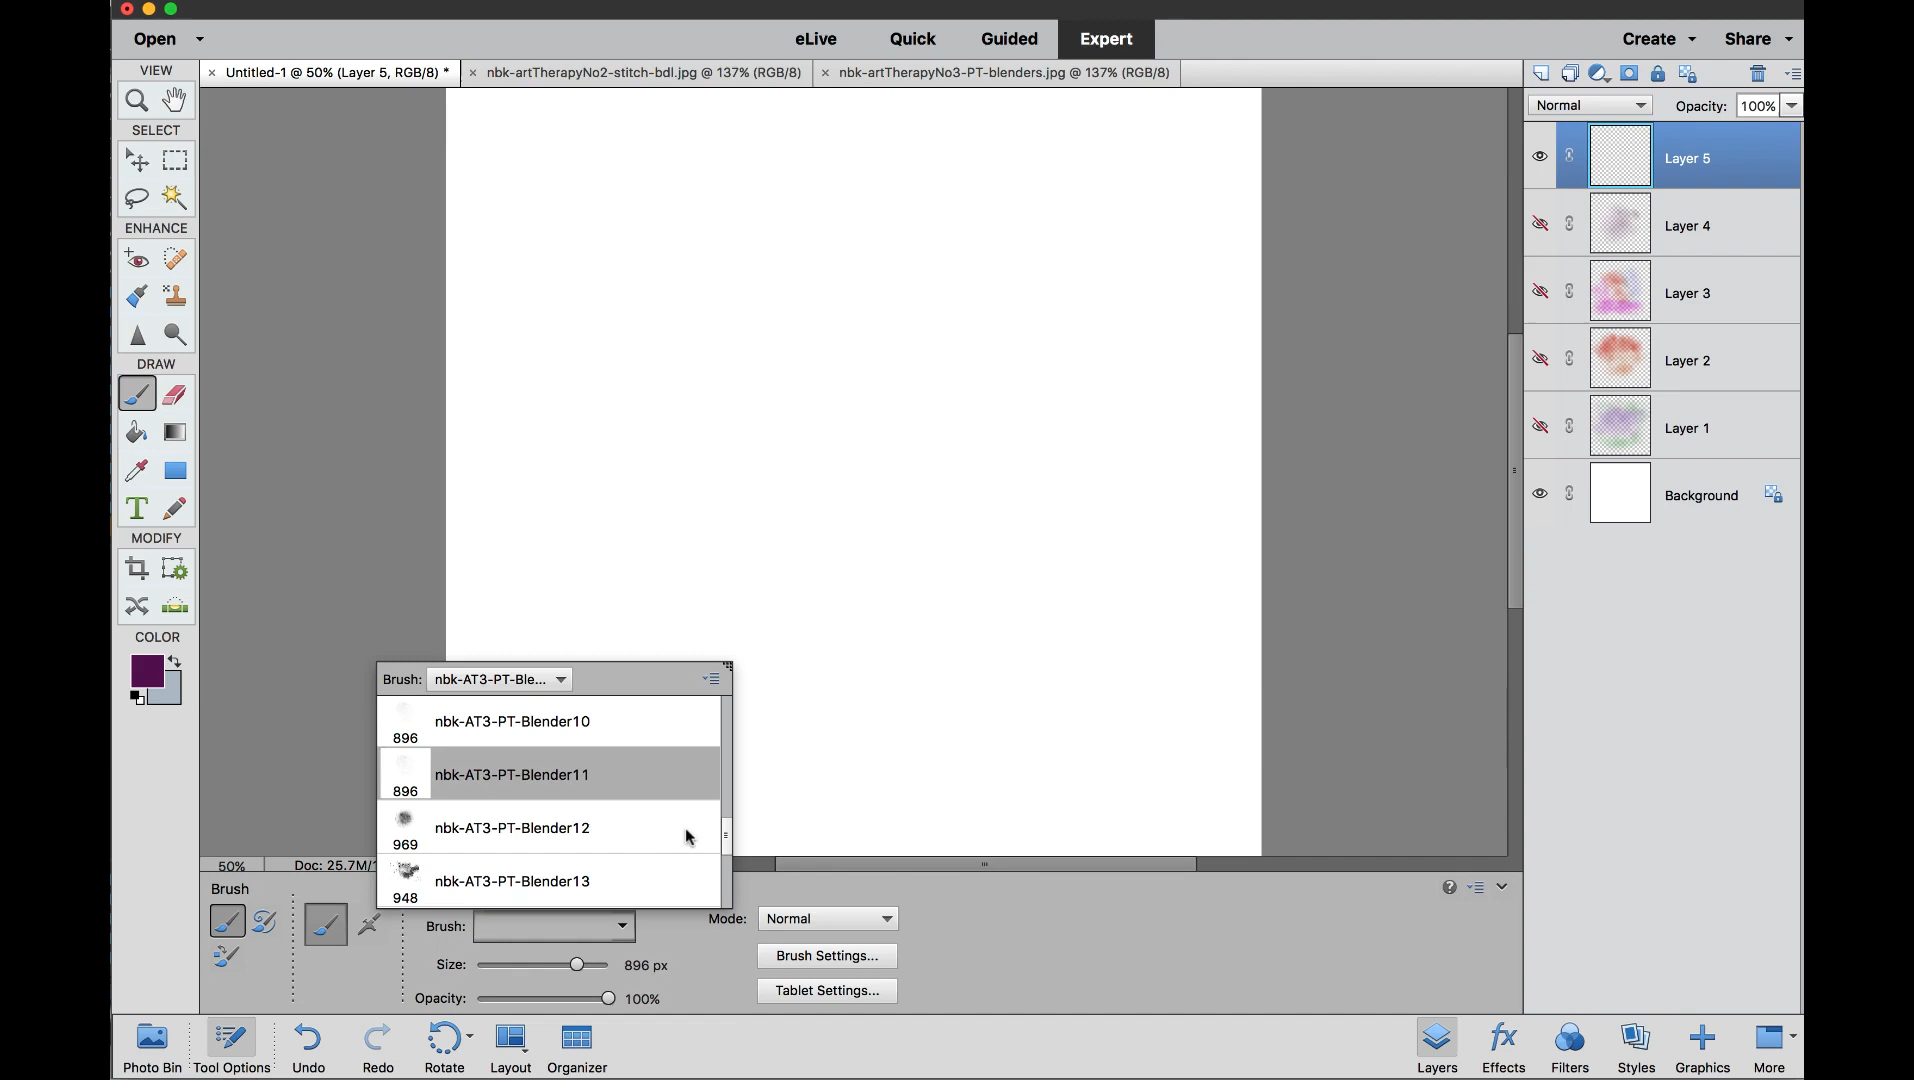 Open
eLive
Quick
Guided
Expert
Create
Share
VIEW
Untitled-1 @ 50% (Layer 5, RGB/8) *
nbk-artTherapyNo2-stitch-bdl.jpg @ 137% (RGB/8)
nbk-artTherapyNo3-PT-blenders.jpg @ 137% (RGB/8)
Normal
Opacity: 100%
SELECT
Layer 5
Layer 4
ENHANCE
Layer 3
Layer 2
DRAW
Layer 1
Background
MODIFY
COLOR
Brush: nbk-AT3-PT-Ble...
nbk-AT3-PT-Blender10
896
nbk-AT3-PT-Blender11
896
nbk-AT3-PT-Blender12
969
nbk-AT3-PT-Blender13
948
50%
Doc: 25.7M/
Brush
Brush:
Mode: Normal
Size: 896 px
Brush Settings...
Opacity: 100%
Tablet Settings...
Photo Bin
Tool Options
Undo
Redo
Rotate
Layout
Organizer
fx
Layers
Effects
Filters
Styles
Graphics
More